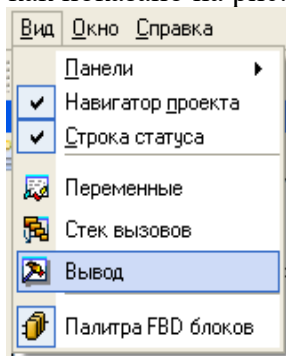 Вид Окно Справка
Панели
Навигатор проекта
Строка статуса
Переменные
Стек вызовов
Вывод
Палитра FBD блоков